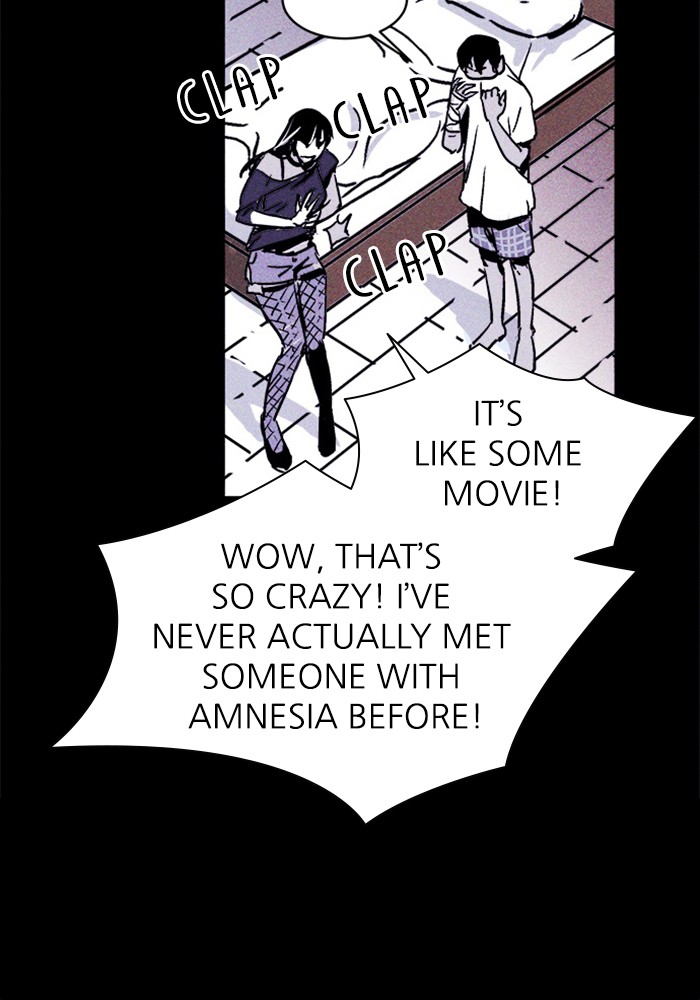 CLAP
CLAP
CLAP
IT'S
LIKE SOME
MOVIE!
WOW, THAT'S
SO CRAZY! I'VE
NEVER ACTUALLY MET
SOMEONE WITH
AMNESIA BEFORE!